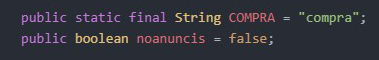 public static final String COMPRA = "compra";
public boolean noanuncis = false;